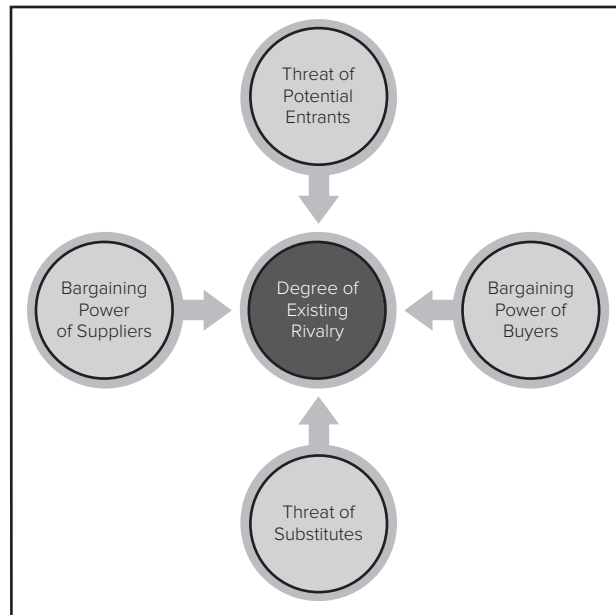 Threat of
Potential
Entrants
Bargaining
Power
of Suppliers
Degree of
Existing
Rivalry
Bargaining
Power of
Buyers
Threat of
Substitutes